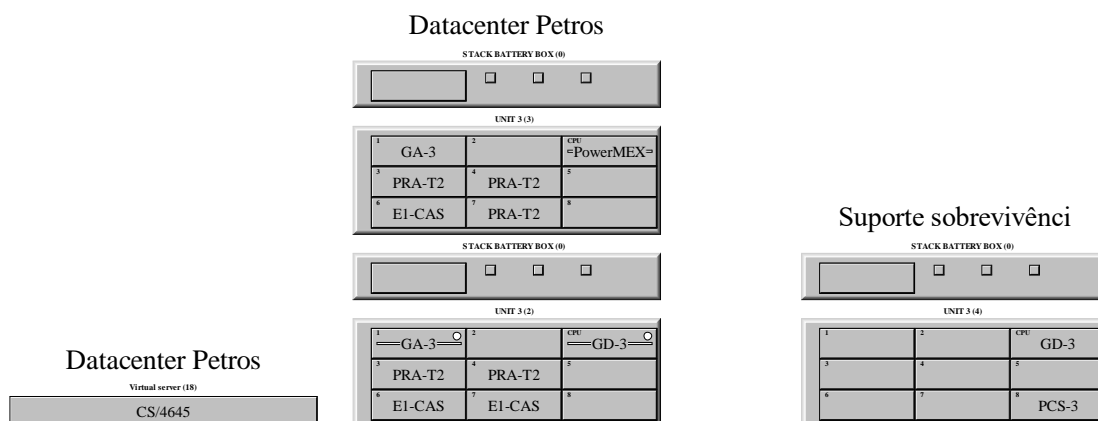 Datacenter Petros
STACK BATTERY BOX (0)
UNIT 3 (3)
1 GA-3 2 CPU PowerMEX
3 PRA-T2 4 PRA-T2 5
6 E1-CAS 7 PRA-T2 8
STACK BATTERY BOX (0)
UNIT 3 (2)
1 GA-3 2 CPU GD-3
3 PRA-T2 4 PRA-T2 5
6 E1-CAS 7 E1-CAS 8
Datacenter Petros
Virtual server (18)
CS/4645
Suporte sobrevivênci
STACK BATTERY BOX (0)
UNIT 3 (4)
1 2 CPU GD-3
3 4 5
6 7 8 PCS-3